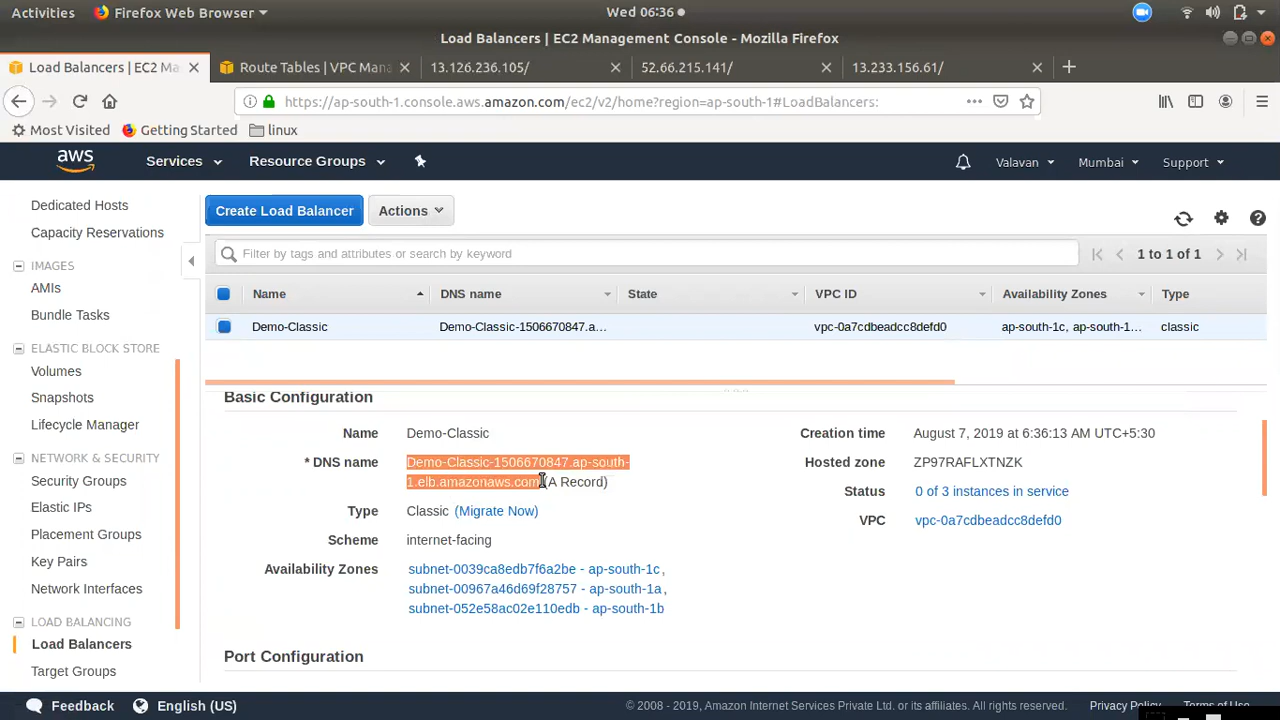 Activities Firefox Web Browser Wed 06:36
Load Balancers | EC2 Management Console - Mozilla Firefox
Load Balancers | EC2 M Route Tables | VPC Man 13.126.236.105/ 52.66.215.141/ 13.233.156.61/
https://ap-south-1.console.aws.amazon.com/ec2/v2/home?region=ap-south-1#LoadBalancers:
Most Visited Getting Started linux
aws Services Resource Groups Valavan Mumbai Support
Dedicated Hosts
Capacity Reservations
IMAGES
AMIs
Bundle Tasks
ELASTIC BLOCK STORE
Volumes
Snapshots
Lifecycle Manager
NETWORK & SECURITY
Security Groups
Elastic IPs
Placement Groups
Key Pairs
Network Interfaces
LOAD BALANCING
Load Balancers
Target Groups
Create Load Balancer Actions
Filter by tags and attributes or search by keyword 1 to 1 of 1
Name DNS name State VPC ID Availability Zones Type
Demo-Classic Demo-Classic-1506670847.a... vpc-0a7cdbeadcc8defd0 ap-south-1c, ap-south-1... classic
Basic Configuration
Name Demo-Classic
* DNS name Demo-Classic-1506670847.ap-south-
1.elb.amazonaws.com (A Record)
Type Classic (Migrate Now)
Scheme internet-facing
Availability Zones subnet-0039ca8edb7f6a2be - ap-south-1c,
subnet-00967a46d69f28757 - ap-south-1a,
subnet-052e58ac02e110edb - ap-south-1b
Creation time August 7, 2019 at 6:36:13 AM UTC+5:30
Hosted zone ZP97RAFLXTNZK
Status 0 of 3 instances in service
VPC vpc-0a7cdbeadcc8defd0
Port Configuration
Feedback English (US) © 2008 - 2019, Amazon Internet Services Private Ltd. or its affiliates. All rights reserved. Privacy Policy Terms of Use